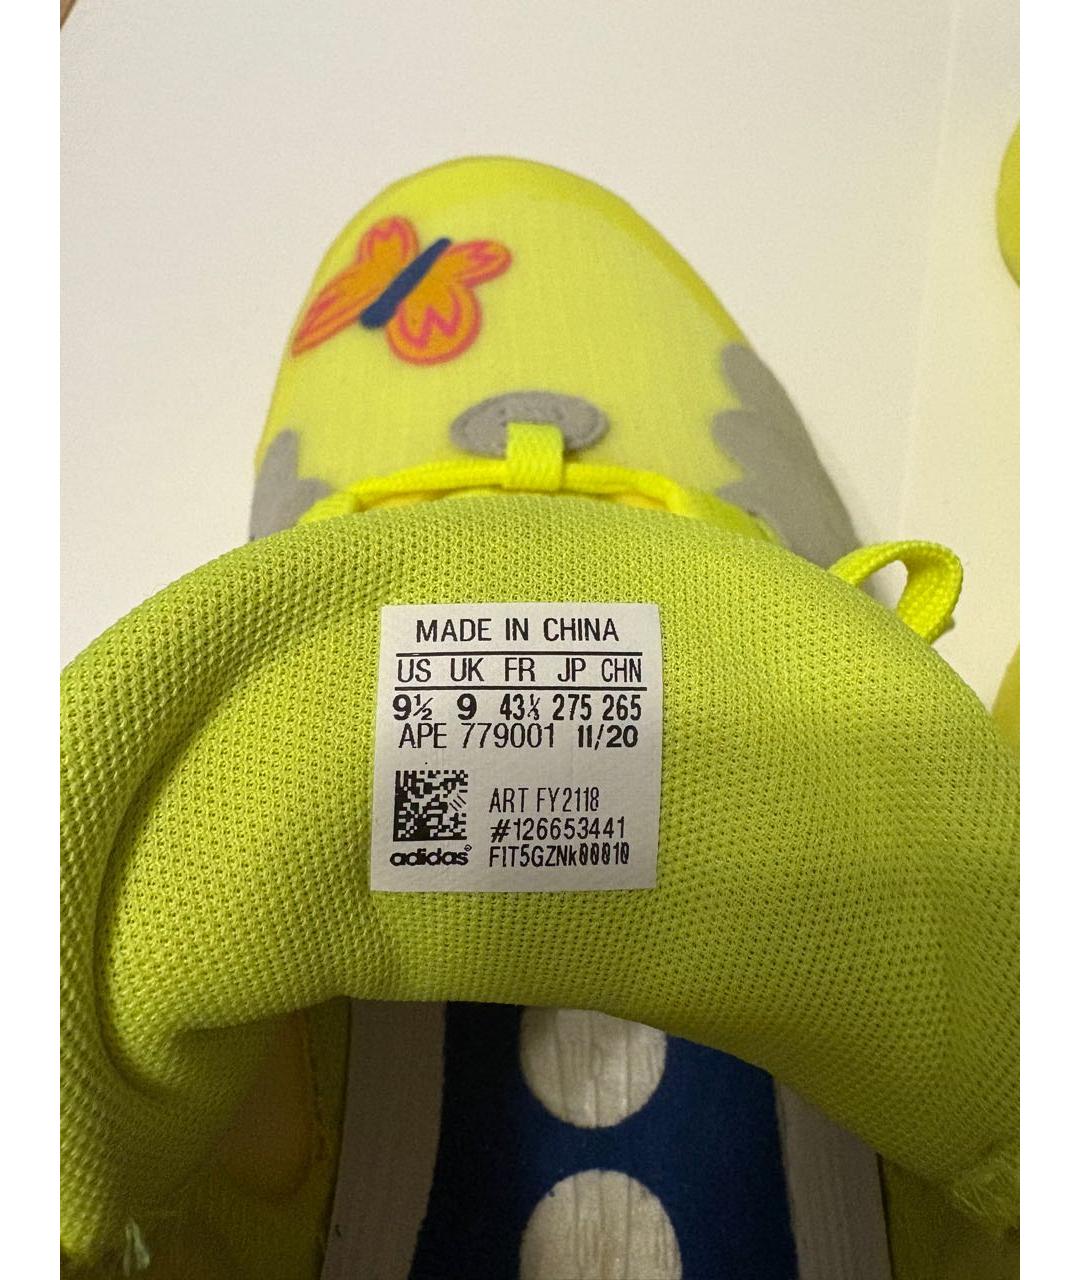 MADE IN CHINA
US UK FR JP CHN
9½ 9 43⅓ 275 265
APE 779001 11/20
ART FY2118
#126653441
adidas®
FIT5GZNk00010